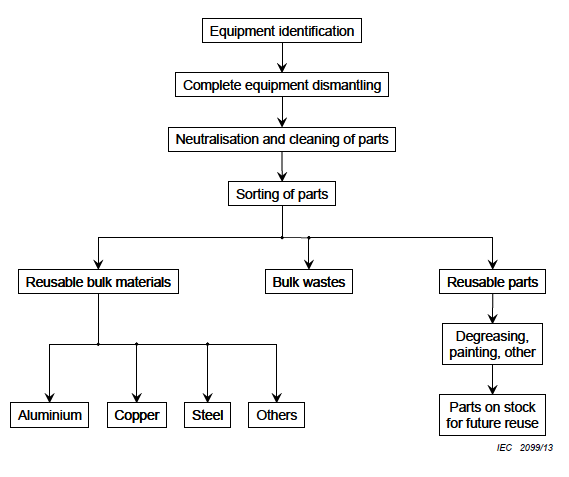 Equipment identification
Complete equipment dismantling
Neutralisation and cleaning of parts
Sorting of parts
Reusable bulk materials
Bulk wastes
Reusable parts
Degreasing,
painting, other
Aluminium
Copper
Steel
Others
Parts on stock
for future reuse
IEC 2099/13